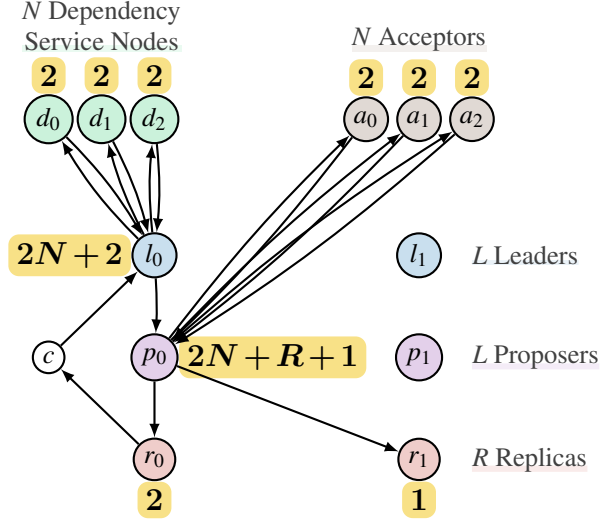 N Dependency
Service Nodes
N Acceptors
2 2 2
2 2 2
d₀ d₁ d₂
a₀ a₁ a₂
2N + 2
l₀
l₁
L Leaders
c
p₀
2N + R + 1
p₁
L Proposers
r₀
r₁
R Replicas
2
1